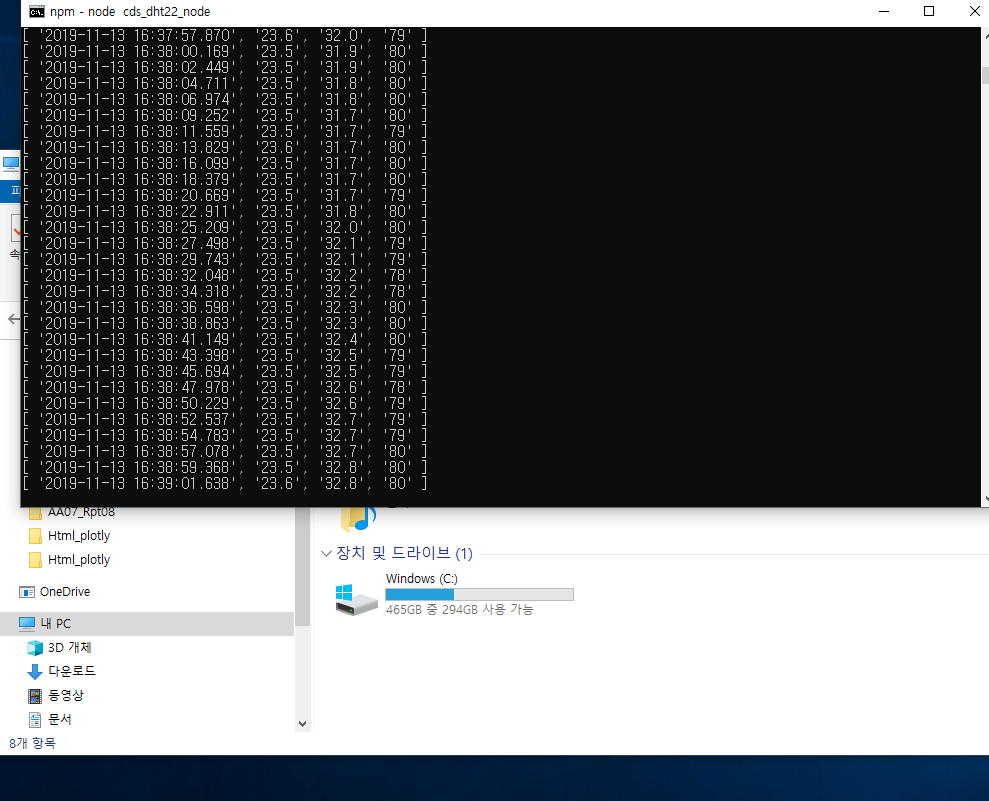 npm - node cds_dht22_node
[ '2019-11-13 16:37:57.870', '23.6', '32.0', '79' ]
[ '2019-11-13 16:38:00.169', '23.5', '31.9', '80' ]
[ '2019-11-13 16:38:02.449', '23.5', '31.9', '80' ]
[ '2019-11-13 16:38:04.711', '23.5', '31.8', '80' ]
[ '2019-11-13 16:38:06.974', '23.5', '31.8', '80' ]
[ '2019-11-13 16:38:09.252', '23.5', '31.7', '80' ]
[ '2019-11-13 16:38:11.559', '23.5', '31.7', '79' ]
[ '2019-11-13 16:38:13.829', '23.6', '31.7', '80' ]
[ '2019-11-13 16:38:16.099', '23.5', '31.7', '80' ]
[ '2019-11-13 16:38:18.379', '23.5', '31.7', '80' ]
[ '2019-11-13 16:38:20.669', '23.5', '31.7', '79' ]
[ '2019-11-13 16:38:22.911', '23.5', '31.8', '80' ]
[ '2019-11-13 16:38:25.209', '23.5', '32.0', '80' ]
[ '2019-11-13 16:38:27.498', '23.5', '32.1', '79' ]
[ '2019-11-13 16:38:29.743', '23.5', '32.1', '79' ]
[ '2019-11-13 16:38:32.048', '23.5', '32.2', '78' ]
[ '2019-11-13 16:38:34.318', '23.5', '32.2', '78' ]
[ '2019-11-13 16:38:36.598', '23.5', '32.3', '80' ]
[ '2019-11-13 16:38:38.863', '23.5', '32.3', '80' ]
[ '2019-11-13 16:38:41.149', '23.5', '32.4', '80' ]
[ '2019-11-13 16:38:43.398', '23.5', '32.5', '79' ]
[ '2019-11-13 16:38:45.694', '23.5', '32.5', '79' ]
[ '2019-11-13 16:38:47.978', '23.5', '32.6', '78' ]
[ '2019-11-13 16:38:50.229', '23.5', '32.6', '79' ]
[ '2019-11-13 16:38:52.537', '23.5', '32.7', '79' ]
[ '2019-11-13 16:38:54.783', '23.5', '32.7', '79' ]
[ '2019-11-13 16:38:57.078', '23.5', '32.7', '80' ]
[ '2019-11-13 16:38:59.368', '23.5', '32.8', '80' ]
[ '2019-11-13 16:39:01.638', '23.6', '32.8', '80' ]
속
AA07_Rpt08
Html_plotly
Html_plotly
OneDrive
내 PC
3D 개체
다운로드
동영상
문서
8개 항목
장치 및 드라이브 (1)
Windows (C:)
465GB 중 294GB 사용 가능